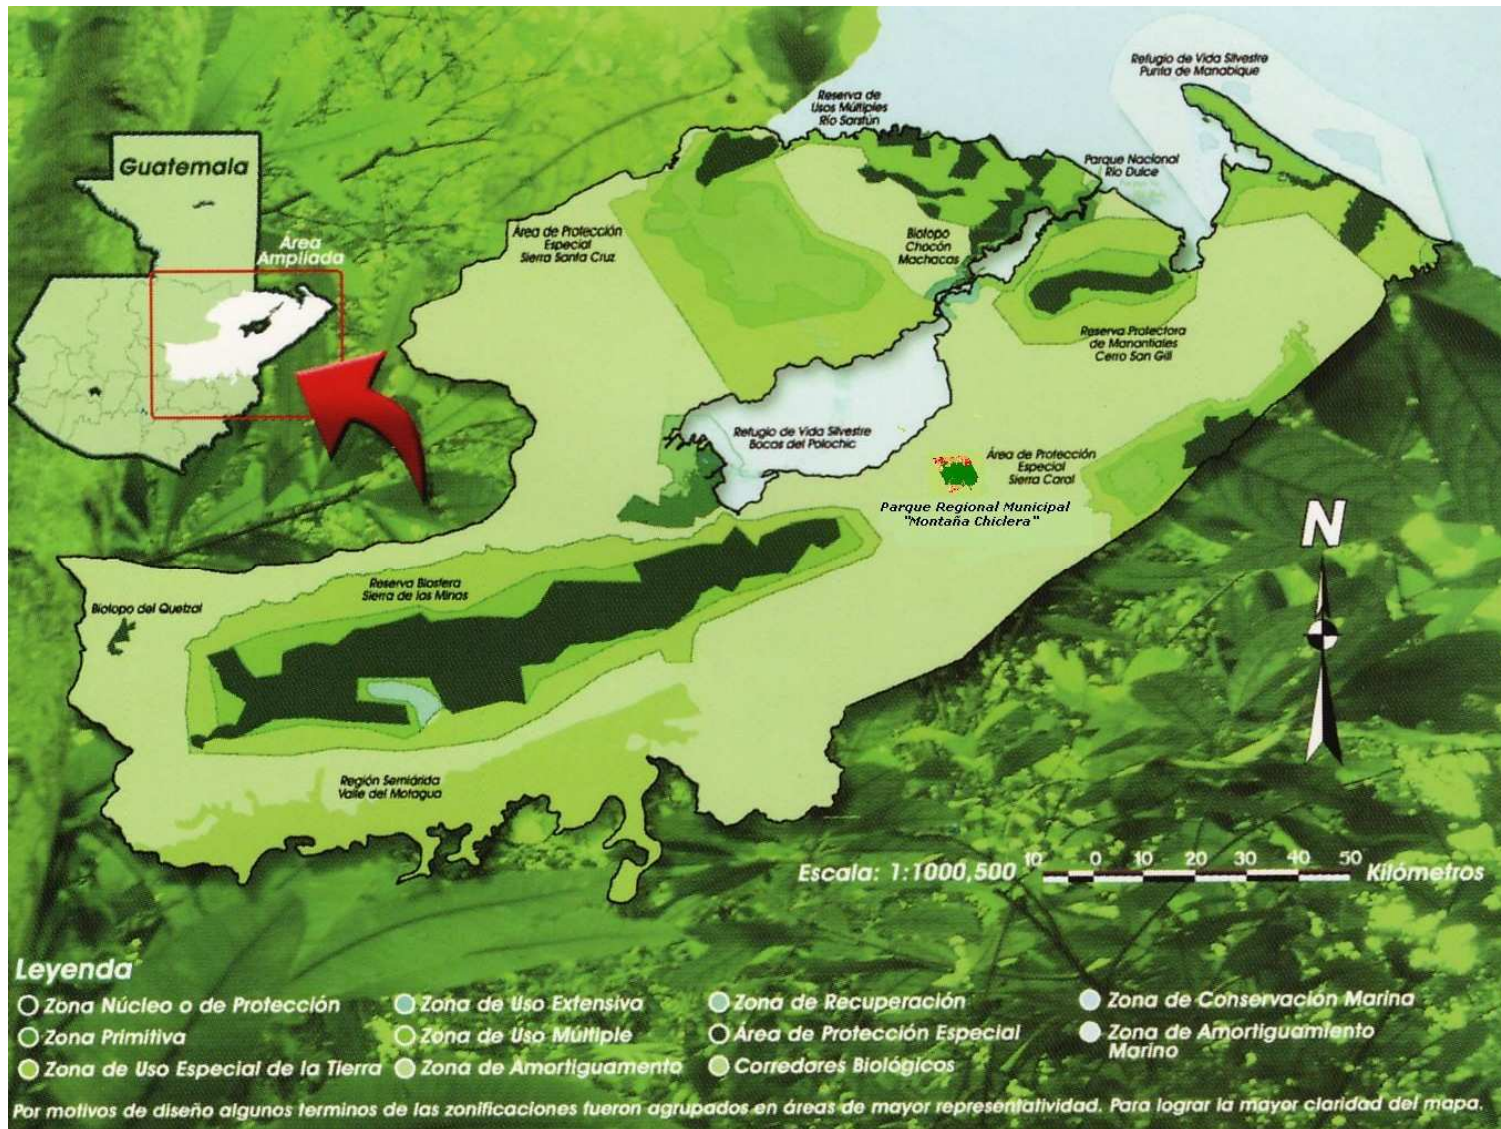 Refugio de Vida Silvestre
Punta de Manabique
Reserva de
Usos Múltiples
Río Sarstún
Guatemala
Parque Nacional
Río Dulce
Área
Ampliada
Área de Protección
Especial
Sierra Santa Cruz
Biotopo
Chocón
Machacas
Reserva Protectora
de Manantiales
Cerro San Gill
Refugio de Vida Silvestre
Bocas del Polochic
Área de Protección
Especial
Sierra Caral
Parque Regional Municipal
"Montaña Chiclera"
N
Reserva Biosfera
Sierra de las Minas
Biotopo del Quetzal
Región Semiárida
Valle del Motagua
Escala: 1:1000,500 10 0 10 20 30 40 50 Kilómetros
Leyenda
Zona Núcleo o de Protección
Zona de Uso Extensiva
Zona de Recuperación
Zona de Conservación Marina
Zona Primitiva
Zona de Uso Múltiple
Área de Protección Especial
Zona de Amortiguamiento
Marino
Zona de Uso Especial de la Tierra
Zona de Amortiguamento
Corredores Biológicos
Por motivos de diseño algunos terminos de las zonificaciones fueron agrupados en áreas de mayor representatividad. Para lograr la mayor claridad del mapa.